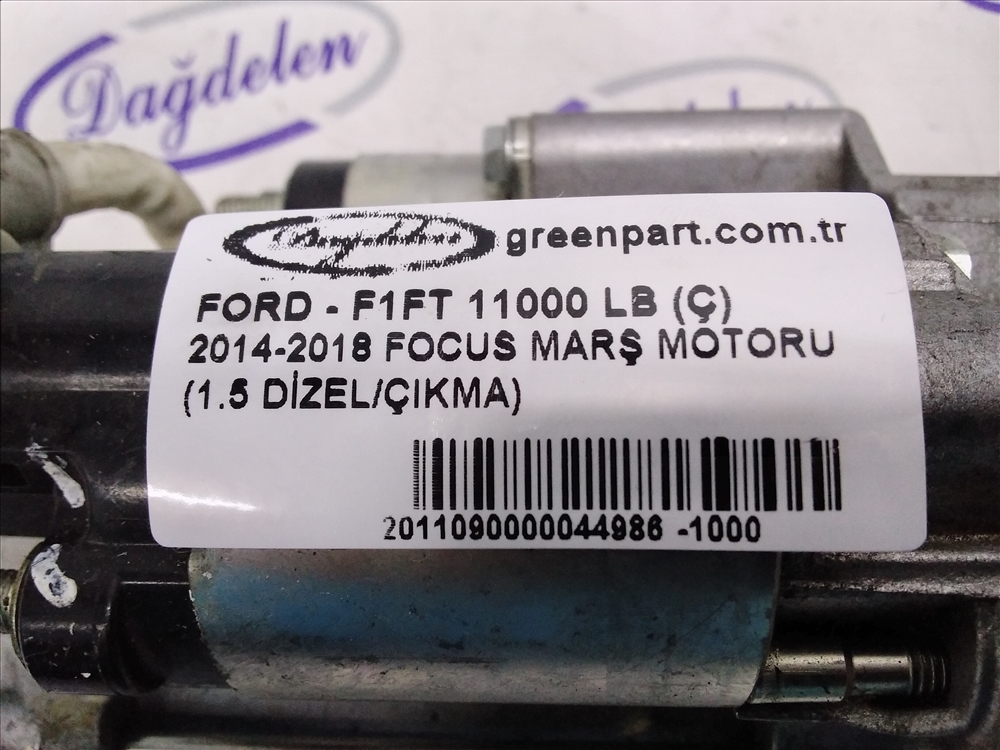 Dağdelen
greenpart.com.tr
FORD - F1FT 11000 LB (Ç)
2014-2018 FOCUS MARŞ MOTORU
(1.5 DİZEL/ÇIKMA)
2011090000044986 -1000